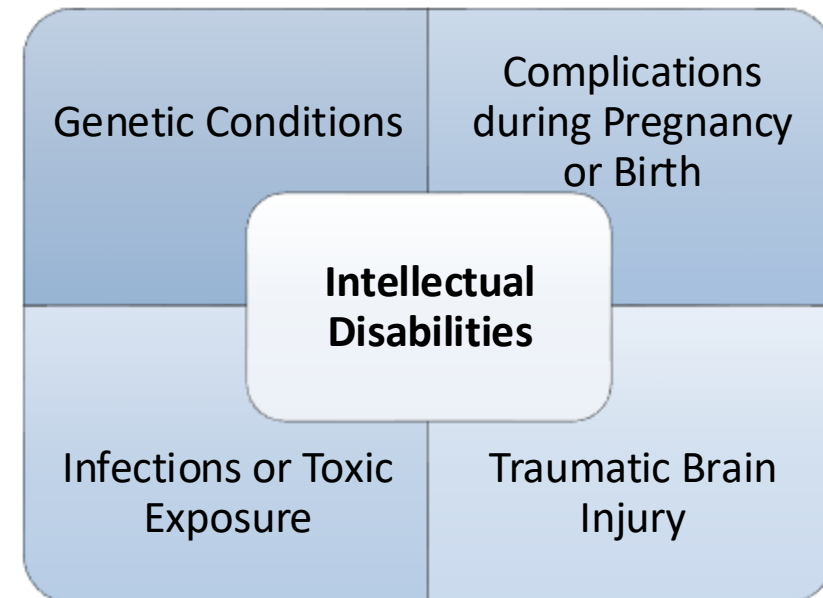 Genetic Conditions
Complications
during Pregnancy
or Birth
Intellectual
Disabilities
Infections or Toxic
Exposure
Traumatic Brain
Injury